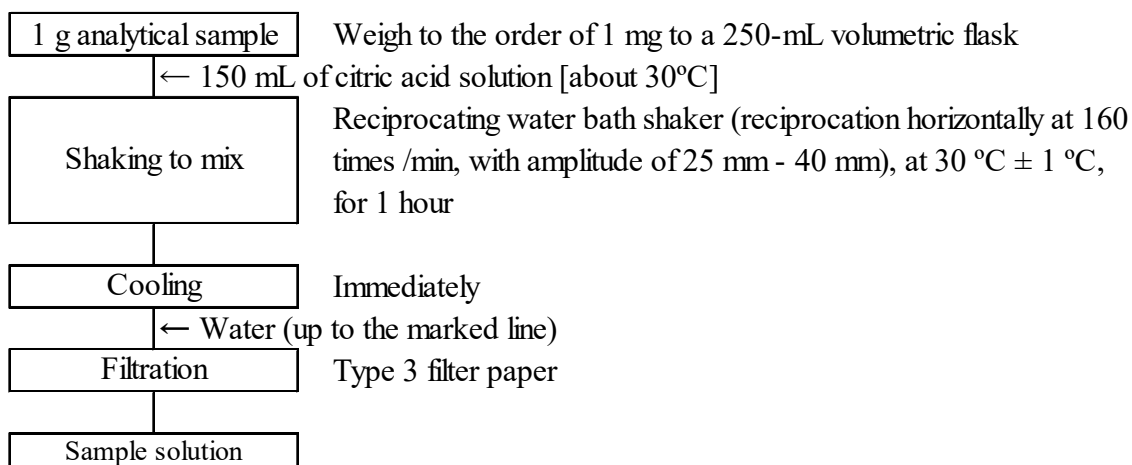 1 g analytical sample Weigh to the order of 1 mg to a 250-mL volumetric flask
← 150 mL of citric acid solution [about 30ºC]
Reciprocating water bath shaker (reciprocation horizontally at 160
Shaking to mix times /min, with amplitude of 25 mm - 40 mm), at 30 ºC ± 1 ºC,
for 1 hour
Cooling Immediately
← Water (up to the marked line)
Filtration Type 3 filter paper
Sample solution